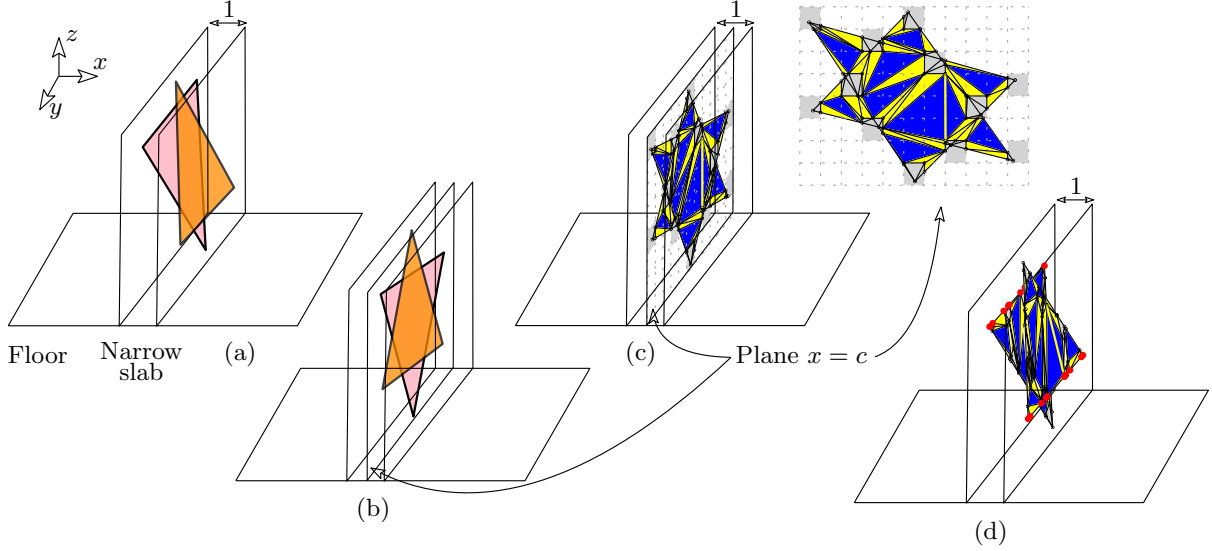 1
1
z
x
y
1
Floor
Narrow
slab
(a)
(c)
Plane x = c
(b)
(d)